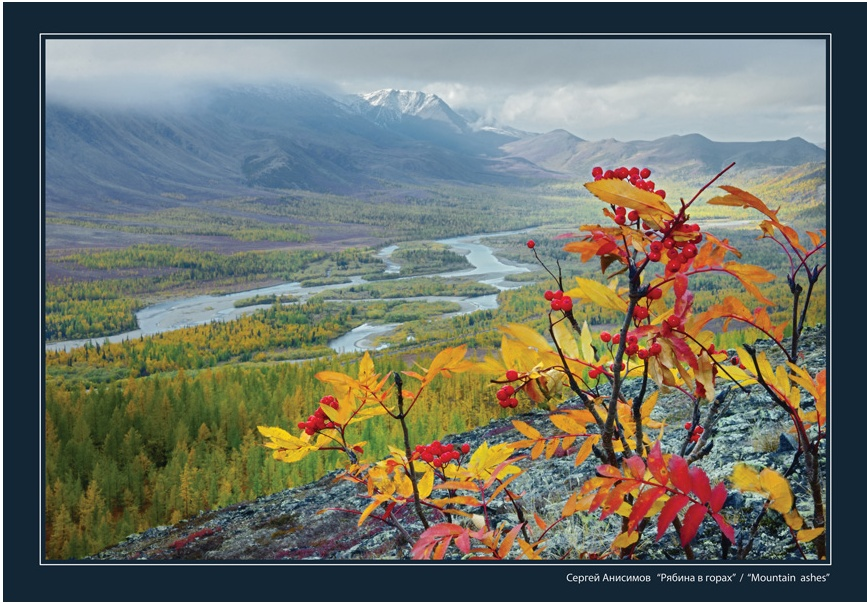 Сергей Анисимов "Рябина в горах" / "Mountain ashes"